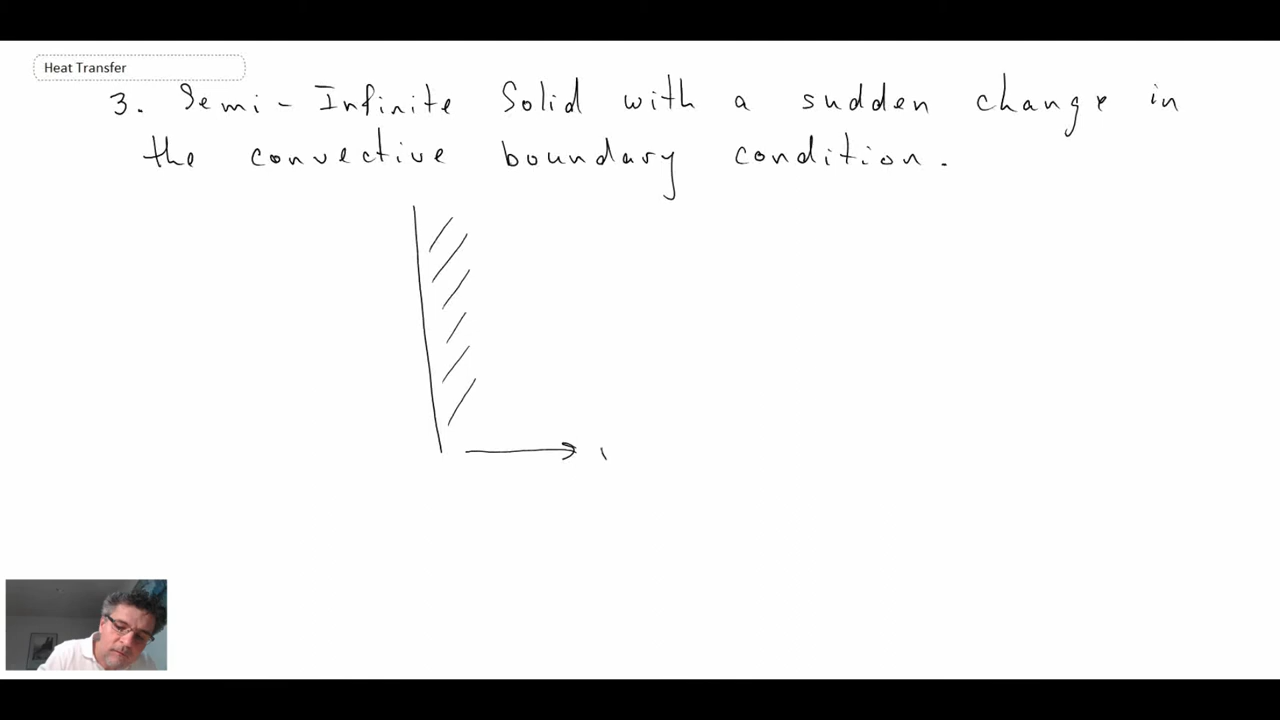 Heat Transfer
3. Semi-Infinite Solid with a sudden change in
the convective boundary condition.